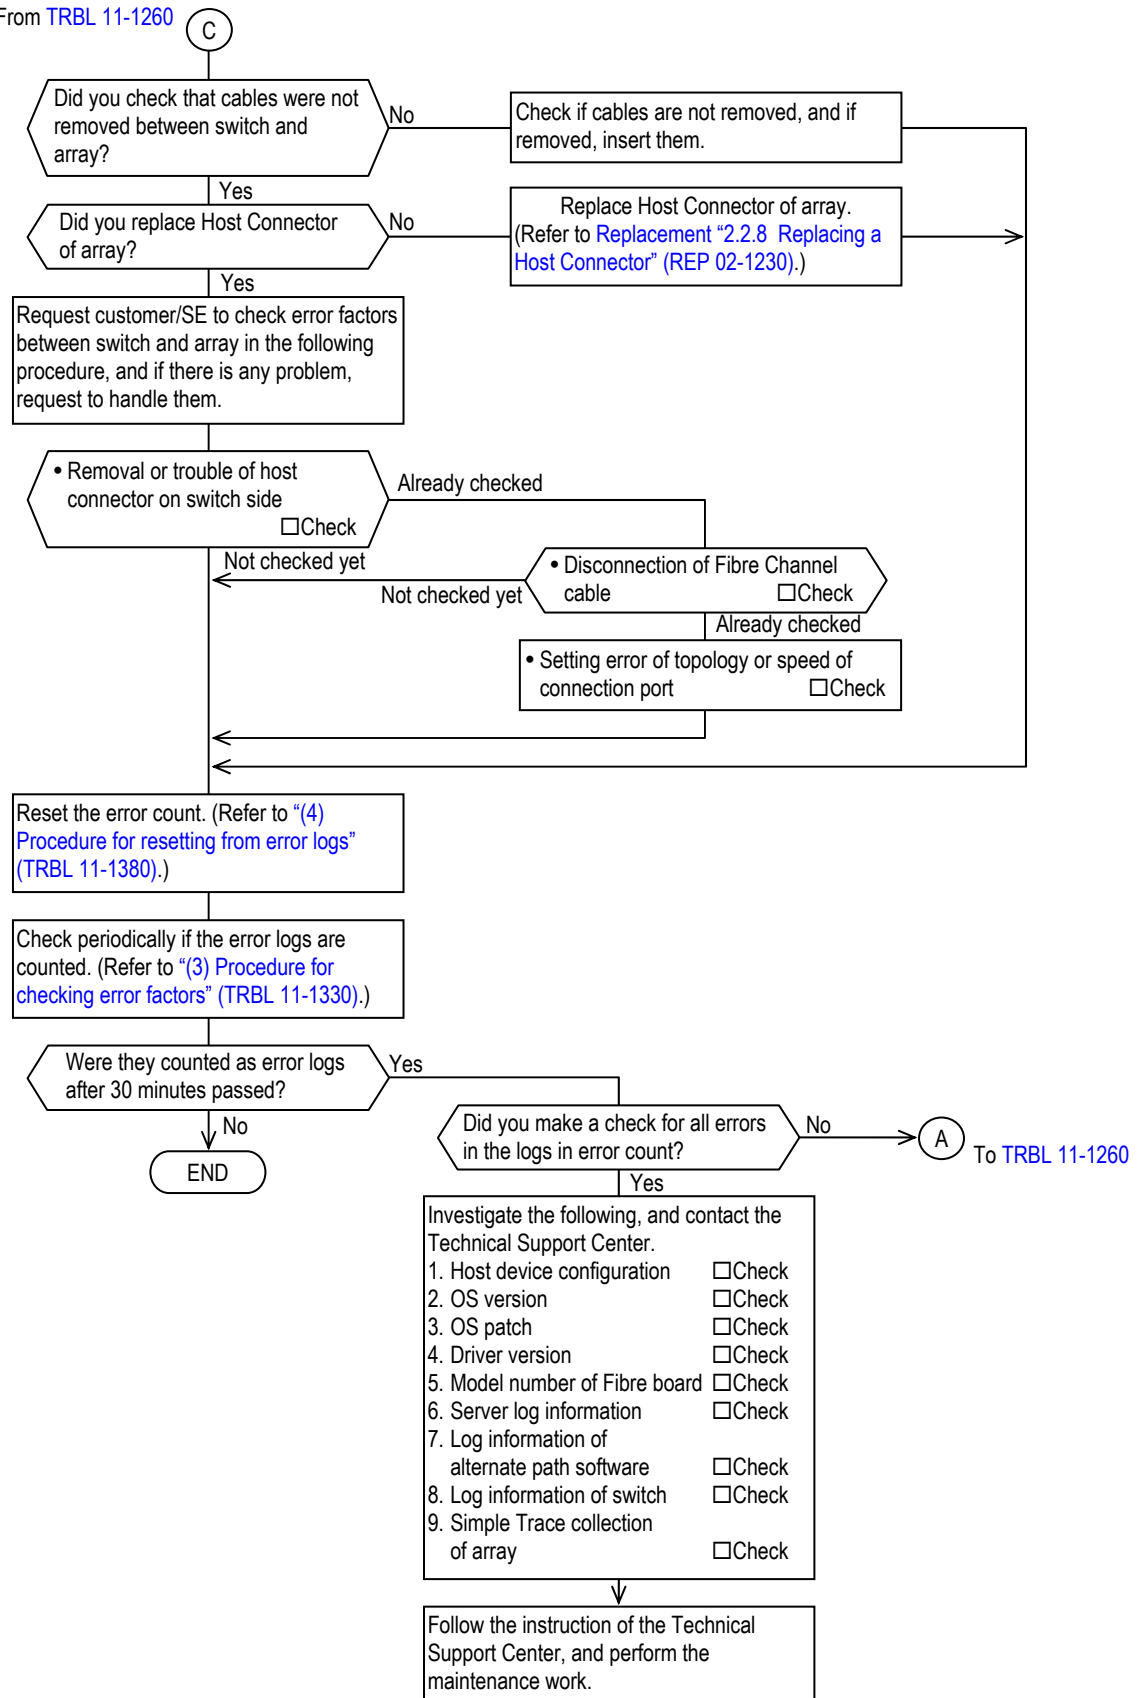 From TRBL 11-1260
C
Did you check that cables were not
removed between switch and
array?
No
Check if cables are not removed, and if
removed, insert them.
Yes
Did you replace Host Connector
of array?
No
Replace Host Connector of array.
(Refer to Replacement “2.2.8 Replacing a
Host Connector” (REP 02-1230).)
Yes
Request customer/SE to check error factors
between switch and array in the following
procedure, and if there is any problem,
request to handle them.
• Removal or trouble of host
connector on switch side
□Check
Already checked
Not checked yet
• Disconnection of Fibre Channel
cable □Check
Not checked yet
Already checked
• Setting error of topology or speed of
connection port □Check
Reset the error count. (Refer to “(4)
Procedure for resetting from error logs”
(TRBL 11-1380).)
Check periodically if the error logs are
counted. (Refer to “(3) Procedure for
checking error factors” (TRBL 11-1330).)
Were they counted as error logs
after 30 minutes passed?
Yes
No
END
Did you make a check for all errors
in the logs in error count?
No
A
To TRBL 11-1260
Yes
Investigate the following, and contact the
Technical Support Center.
1. Host device configuration □Check
2. OS version □Check
3. OS patch □Check
4. Driver version □Check
5. Model number of Fibre board □Check
6. Server log information □Check
7. Log information of
alternate path software □Check
8. Log information of switch □Check
9. Simple Trace collection
of array □Check
Follow the instruction of the Technical
Support Center, and perform the
maintenance work.